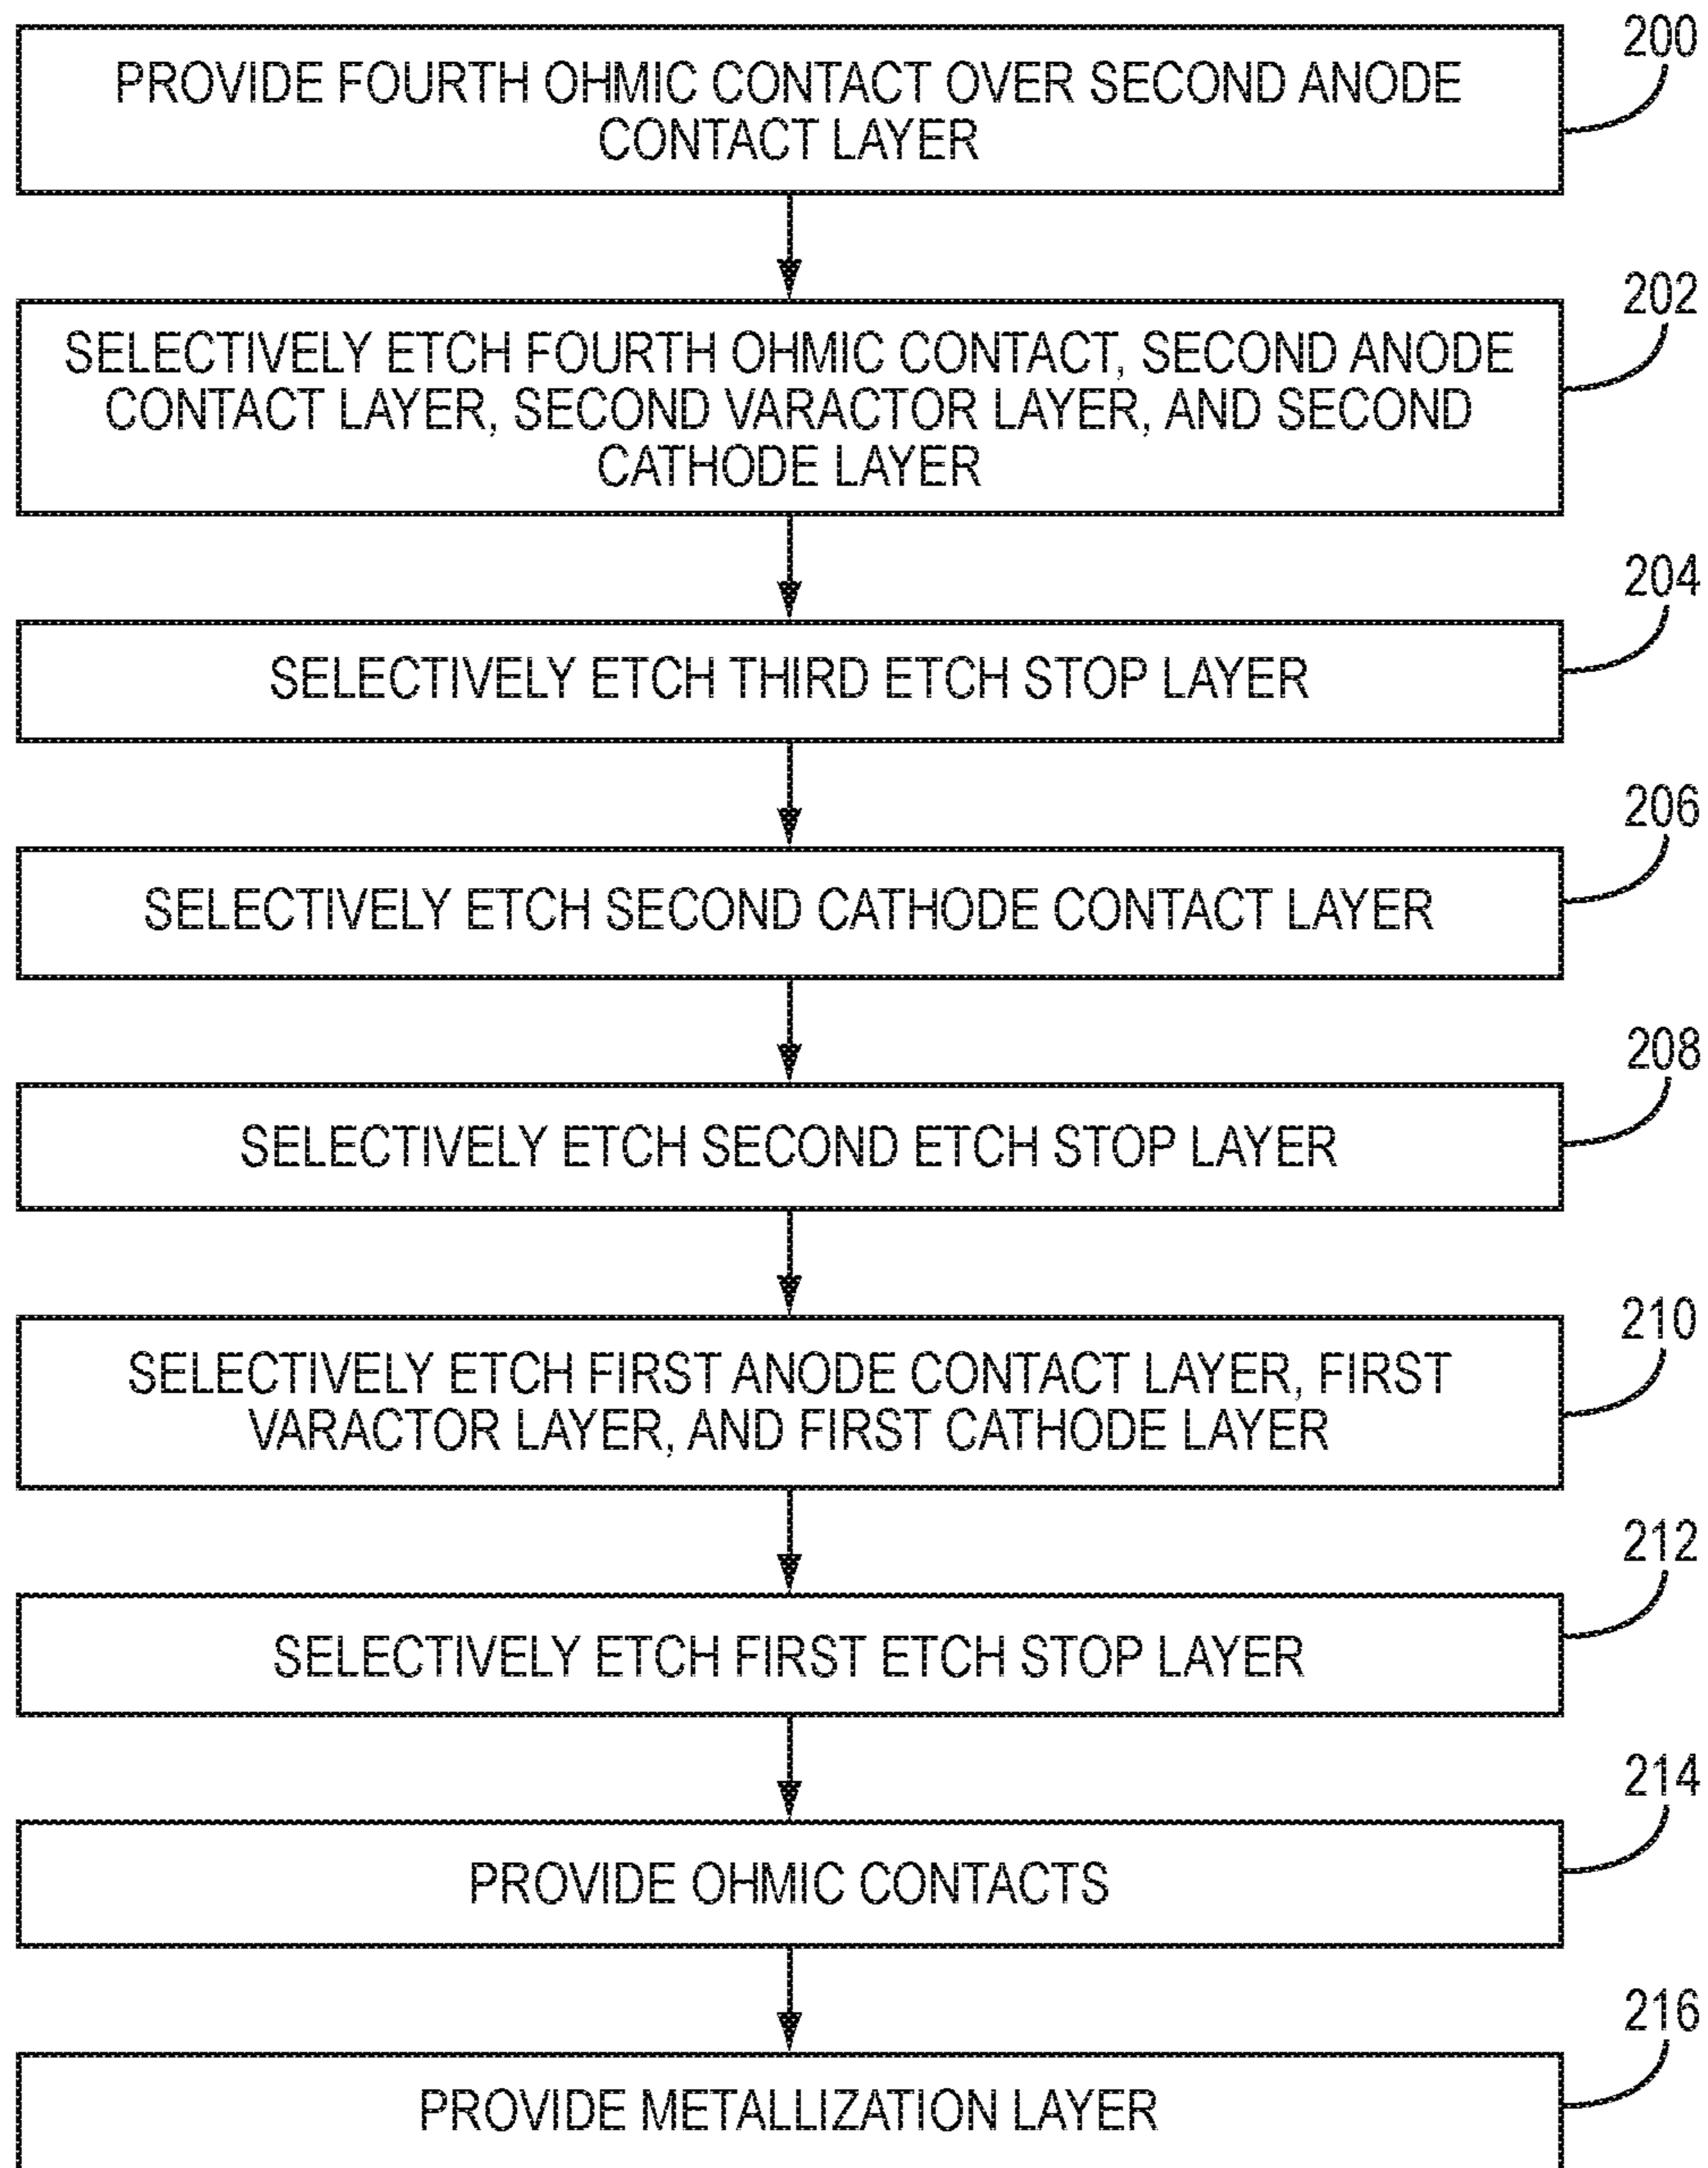 200
PROVIDE FOURTH OHMIC CONTACT OVER SECOND ANODE
CONTACT LAYER
202
SELECTIVELY ETCH FOURTH OHMIC CONTACT, SECOND ANODE
CONTACT LAYER, SECOND VARACTOR LAYER, AND SECOND
CATHODE LAYER
204
SELECTIVELY ETCH THIRD ETCH STOP LAYER
206
SELECTIVELY ETCH SECOND CATHODE CONTACT LAYER
208
SELECTIVELY ETCH SECOND ETCH STOP LAYER
210
SELECTIVELY ETCH FIRST ANODE CONTACT LAYER, FIRST
VARACTOR LAYER, AND FIRST CATHODE LAYER
212
SELECTIVELY ETCH FIRST ETCH STOP LAYER
214
PROVIDE OHMIC CONTACTS
216
PROVIDE METALLIZATION LAYER